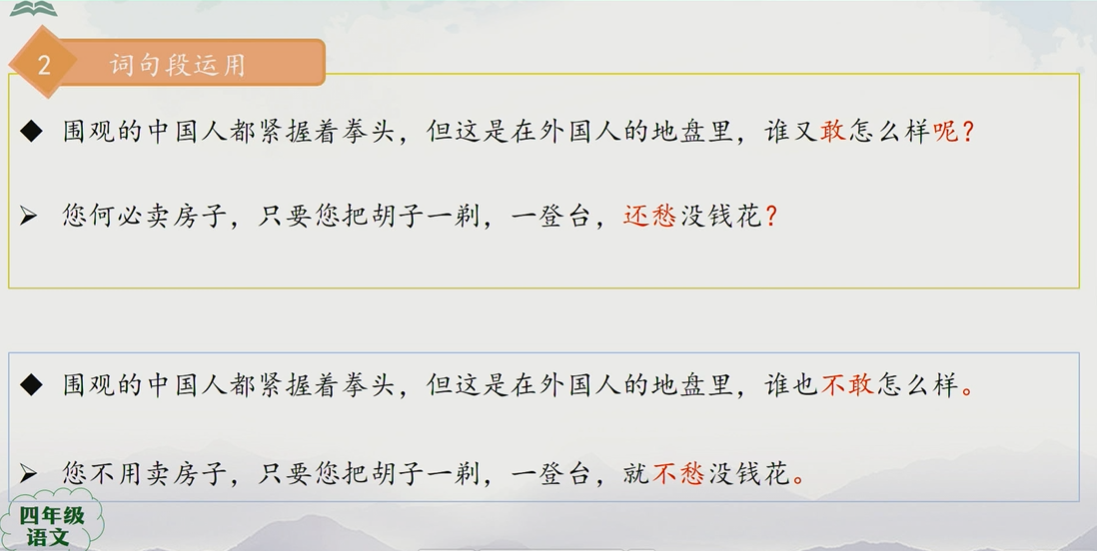 2 词句段运用
◆ 围观的中国人都紧握着拳头，但这是在外国人的地盘里，谁又敢怎么样呢？
➢ 您何必卖房子，只要您把胡子一剃，一登台，还愁没钱花？
◆ 围观的中国人都紧握着拳头，但这是在外国人的地盘里，谁也不敢怎么样。
➢ 您不用卖房子，只要您把胡子一剃，一登台，就不愁没钱花。
四年级
语文